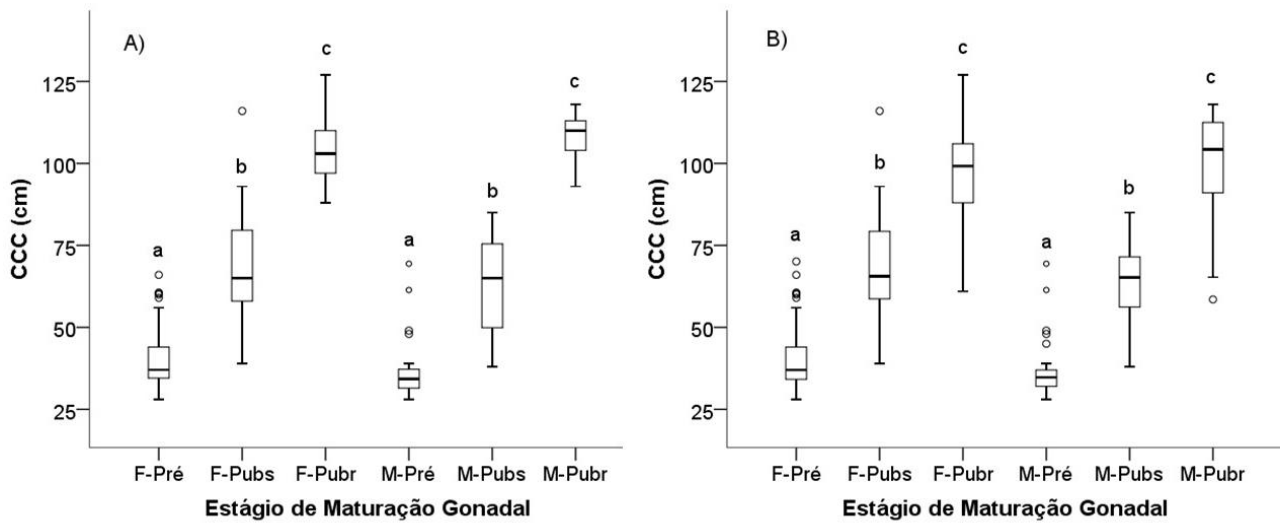 A)
CCC (cm)
125
100
75
50
25
a
b
c
a
b
c
F-Pré F-Pubs F-Pubr M-Pré M-Pubs M-Pubr
Estágio de Maturação Gonadal
B)
CCC (cm)
125
100
75
50
25
a
b
c
a
b
c
F-Pré F-Pubs F-Pubr M-Pré M-Pubs M-Pubr
Estágio de Maturação Gonadal